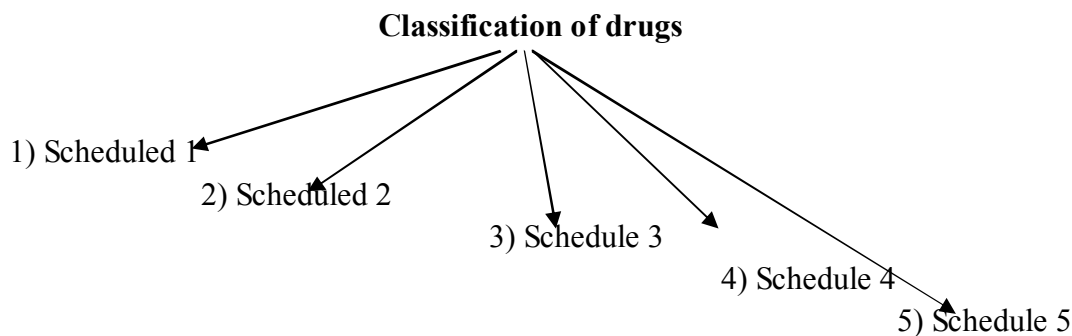 Classification of drugs
1) Scheduled 1
2) Scheduled 2
3) Schedule 3
4) Schedule 4
5) Schedule 5